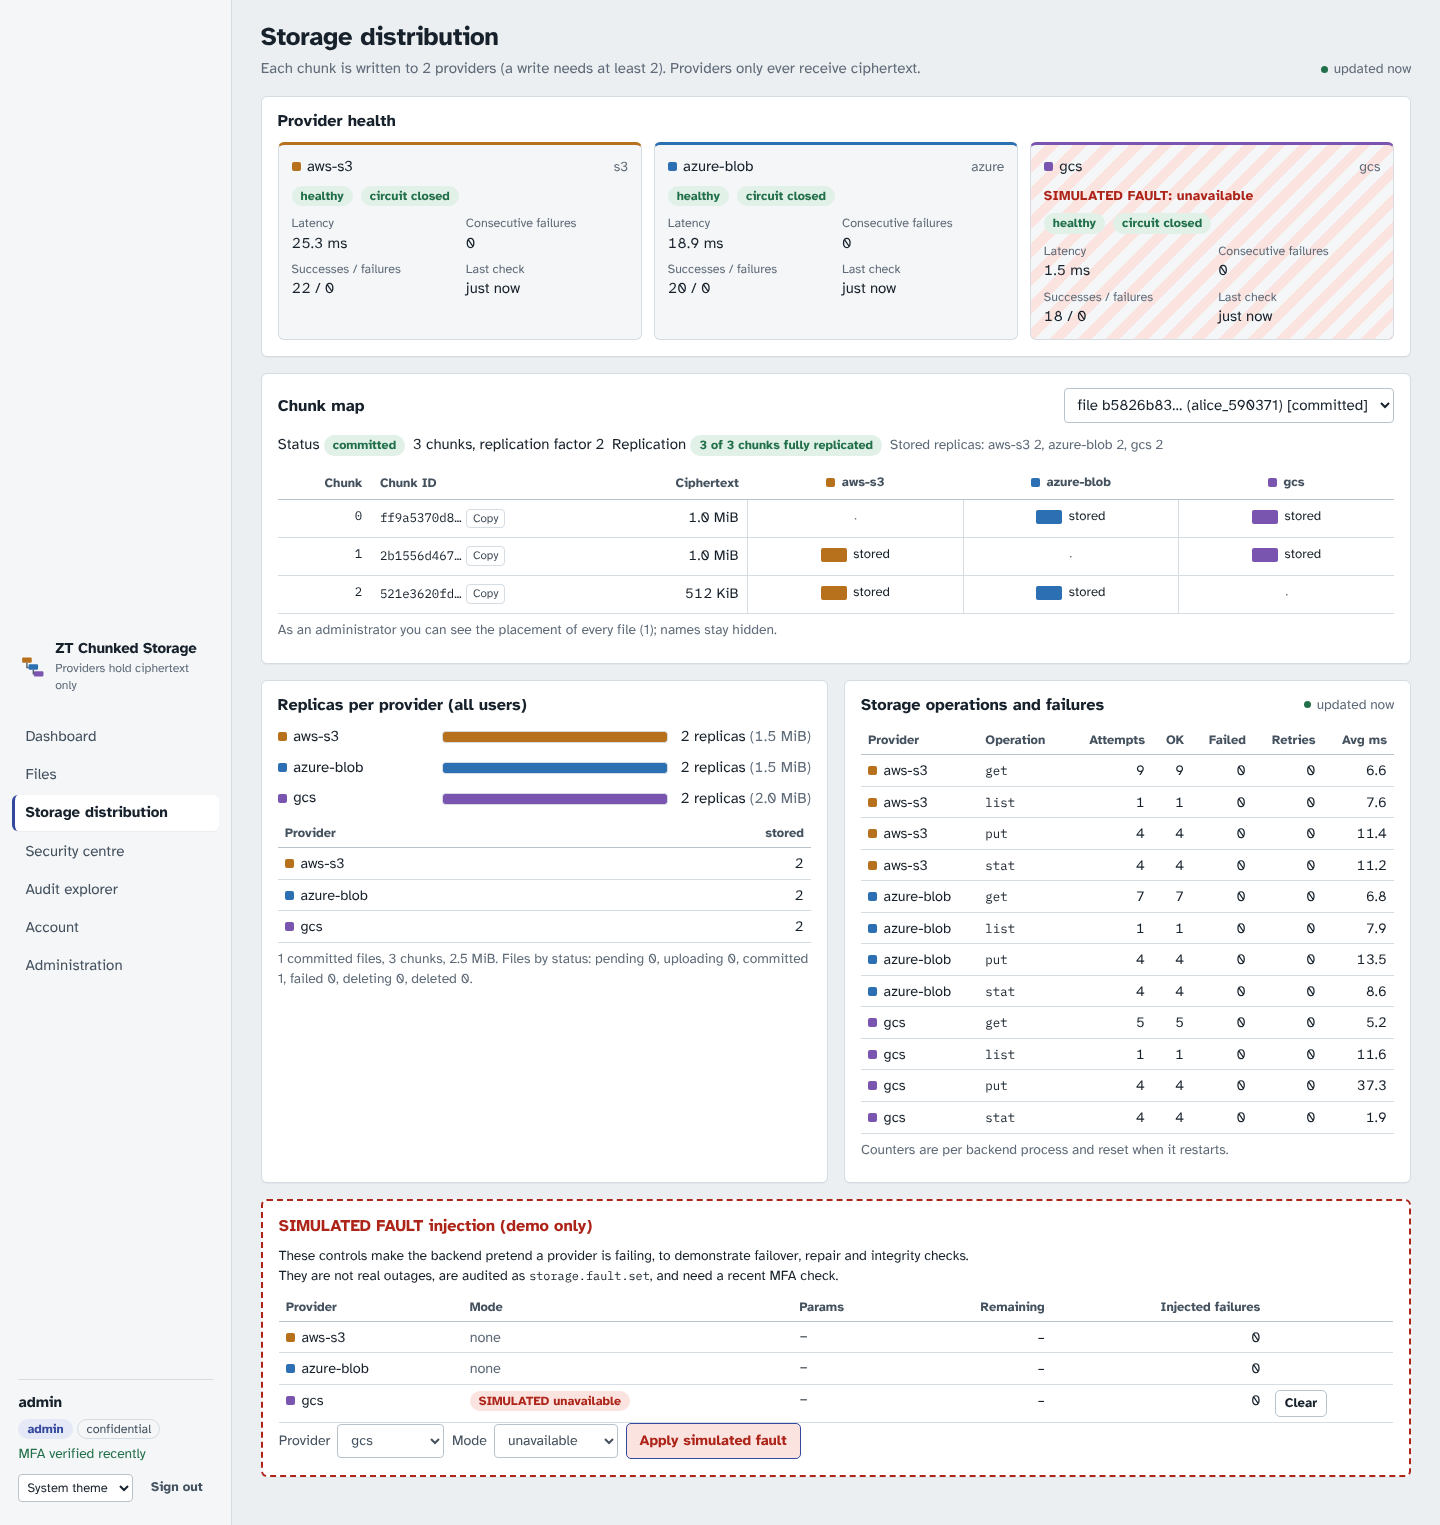 ZT Chunked Storage
Providers hold ciphertext
only
Dashboard
Files
Storage distribution
Security centre
Audit explorer
Account
Administration
admin
admin confidential
MFA verified recently
System theme Sign out
Storage distribution
Each chunk is written to 2 providers (a write needs at least 2). Providers only ever receive ciphertext.
updated now
Provider health
aws-s3 s3
healthy circuit closed
Latency Consecutive failures
25.3 ms 0
Successes / failures Last check
22 / 0 just now
azure-blob azure
healthy circuit closed
Latency Consecutive failures
18.9 ms 0
Successes / failures Last check
20 / 0 just now
gcs gcs
SIMULATED FAULT: unavailable
healthy circuit closed
Latency Consecutive failures
1.5 ms 0
Successes / failures Last check
18 / 0 just now
Chunk map file b5826b83... (alice_590371) [committed]
Status committed 3 chunks, replication factor 2 Replication 3 of 3 chunks fully replicated Stored replicas: aws-s3 2, azure-blob 2, gcs 2
Chunk Chunk ID Ciphertext aws-s3 azure-blob gcs
0 ff9a5370d8… Copy 1.0 MiB · stored stored
1 2b1556d467… Copy 1.0 MiB stored · stored
2 521e3620fd… Copy 512 KiB stored stored ·
As an administrator you can see the placement of every file (1); names stay hidden.
Replicas per provider (all users)
aws-s3 2 replicas (1.5 MiB)
azure-blob 2 replicas (1.5 MiB)
gcs 2 replicas (2.0 MiB)
Provider stored
aws-s3 2
azure-blob 2
gcs 2
1 committed files, 3 chunks, 2.5 MiB. Files by status: pending 0, uploading 0, committed
1, failed 0, deleting 0, deleted 0.
Storage operations and failures updated now
Provider Operation Attempts OK Failed Retries Avg ms
aws-s3 get 9 9 0 0 6.6
aws-s3 list 1 1 0 0 7.6
aws-s3 put 4 4 0 0 11.4
aws-s3 stat 4 4 0 0 11.2
azure-blob get 7 7 0 0 6.8
azure-blob list 1 1 0 0 7.9
azure-blob put 4 4 0 0 13.5
azure-blob stat 4 4 0 0 8.6
gcs get 5 5 0 0 5.2
gcs list 1 1 0 0 11.6
gcs put 4 4 0 0 37.3
gcs stat 4 4 0 0 1.9
Counters are per backend process and reset when it restarts.
SIMULATED FAULT injection (demo only)
These controls make the backend pretend a provider is failing, to demonstrate failover, repair and integrity checks.
They are not real outages, are audited as storage.fault.set, and need a recent MFA check.
Provider Mode Params Remaining Injected failures
aws-s3 none – – 0
azure-blob none – – 0
gcs SIMULATED unavailable – – 0 Clear
Provider gcs Mode unavailable Apply simulated fault